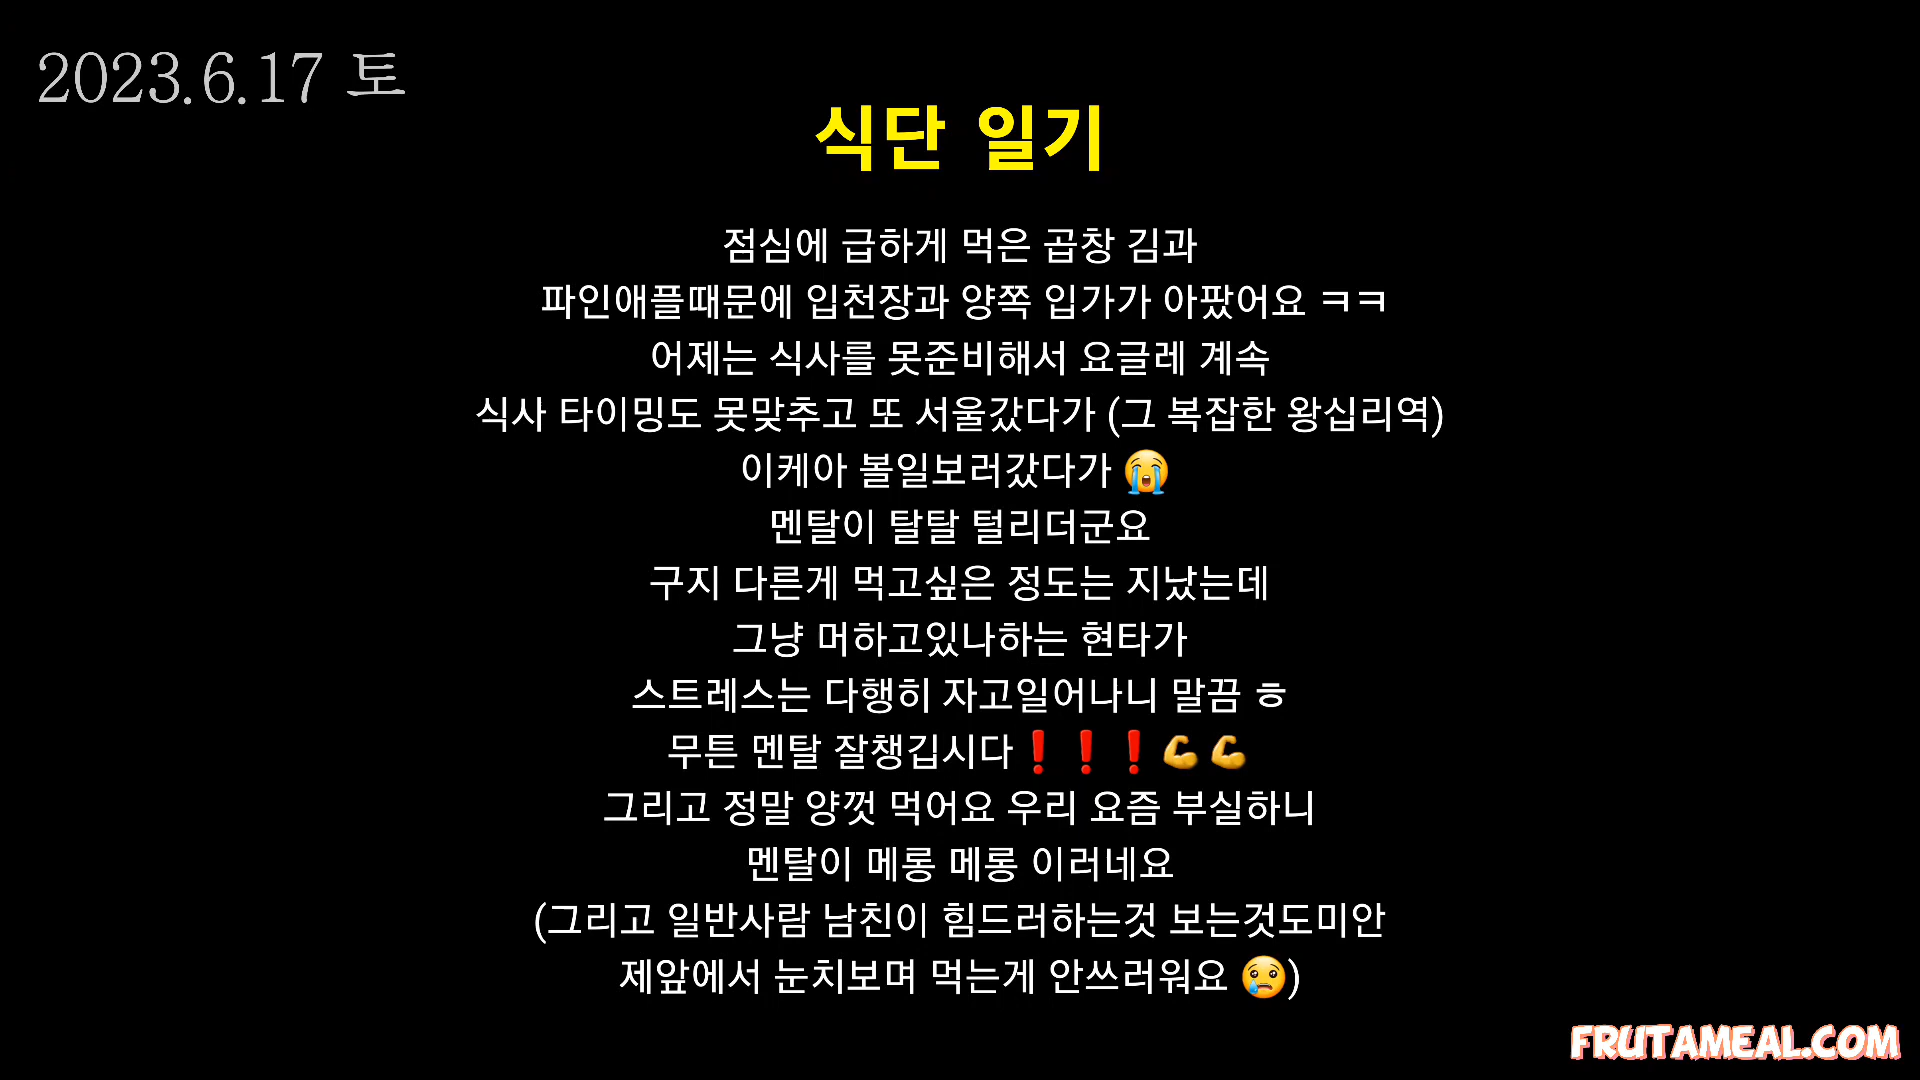 2023.6.17 토
식단 일기
점심에 급하게 먹은 곱창 김과
파인애플때문에 입천장과 양쪽 입가가 아팠어요 ㅋㅋ
어제는 식사를 못준비해서 요글레 계속
식사 타이밍도 못맞추고 또 서울갔다가 (그 복잡한 왕십리역)
이케아 볼일보러갔다가 😭
멘탈이 탈탈 털리더군요
구지 다른게 먹고싶은 정도는 지났는데
그냥 머하고있나하는 현타가
스트레스는 다행히 자고일어나니 말끔 ㅎ
무튼 멘탈 잘챙깁시다❗❗❗💪💪
그리고 정말 양껏 먹어요 우리 요즘 부실하니
멘탈이 메롱 메롱 이러네요
(그리고 일반사람 남친이 힘드러하는것 보는것도미안
제앞에서 눈치보며 먹는게 안쓰러워요 😢)
FRUTAMEAL.COM